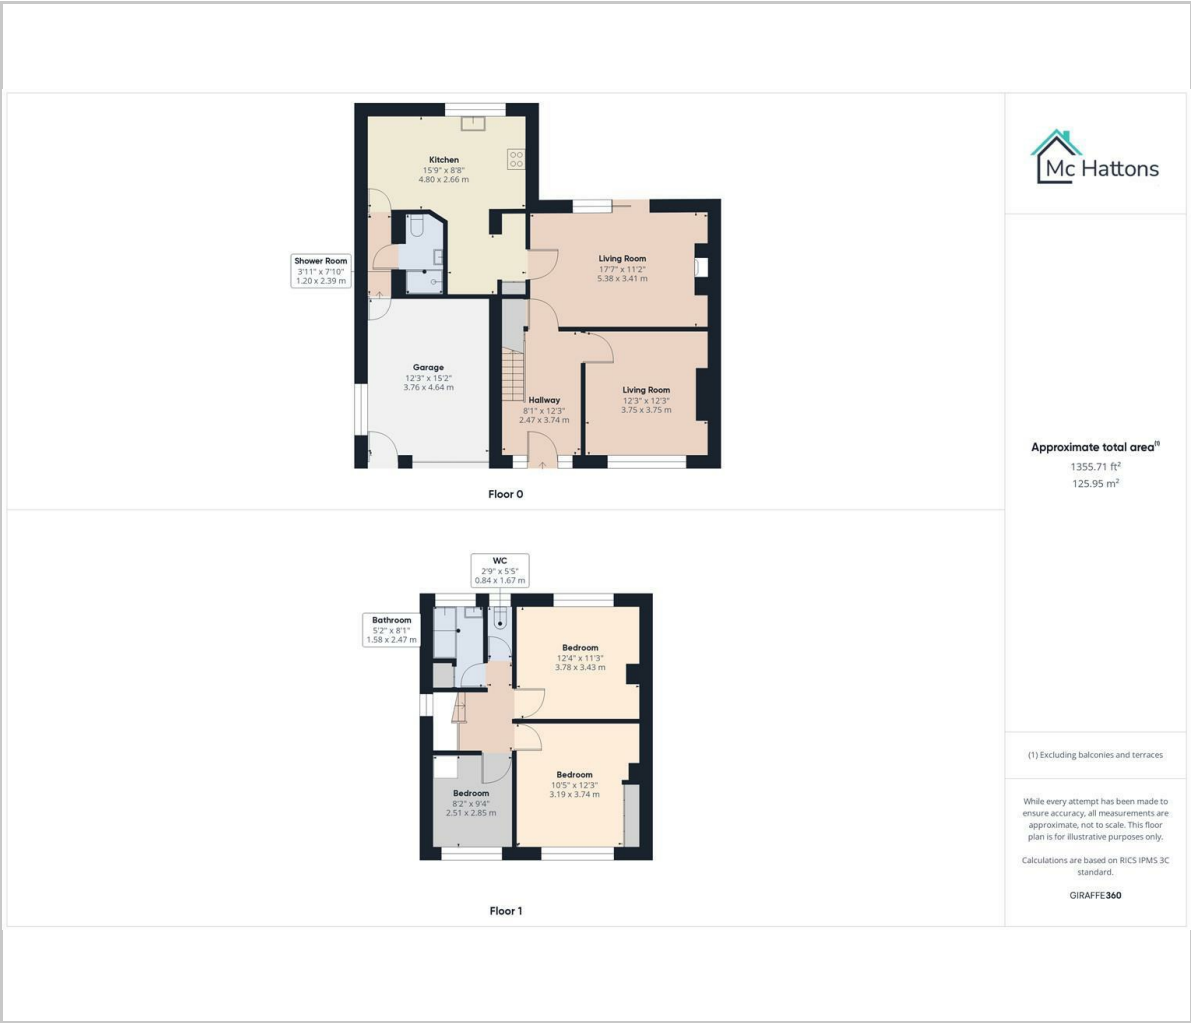 Kitchen
15'9" x 8'8"
4.80 x 2.66 m
Shower Room
3'11" x 7'10"
1.20 x 2.39 m
Living Room
17'7" x 11'2"
5.38 x 3.41 m
Garage
12'3" x 15'2"
3.76 x 4.64 m
Hallway
8'1" x 12'3"
2.47 x 3.74 m
Living Room
12'3" x 12'3"
3.75 x 3.75 m
Floor 0
WC
2'9" x 5'5"
0.84 x 1.67 m
Bathroom
5'2" x 8'1"
1.58 x 2.47 m
Bedroom
12'4" x 11'3"
3.78 x 3.43 m
Bedroom
10'5" x 12'3"
3.19 x 3.74 m
Bedroom
8'2" x 9'4"
2.51 x 2.85 m
Floor 1
Mc Hattons
Approximate total area(1)
1355.71 ft²
125.95 m²
(1) Excluding balconies and terraces
While every attempt has been made to
ensure accuracy, all measurements are
approximate, not to scale. This floor
plan is for illustrative purposes only.
Calculations are based on RICS IPMS 3C
standard.
GIRAFFE360